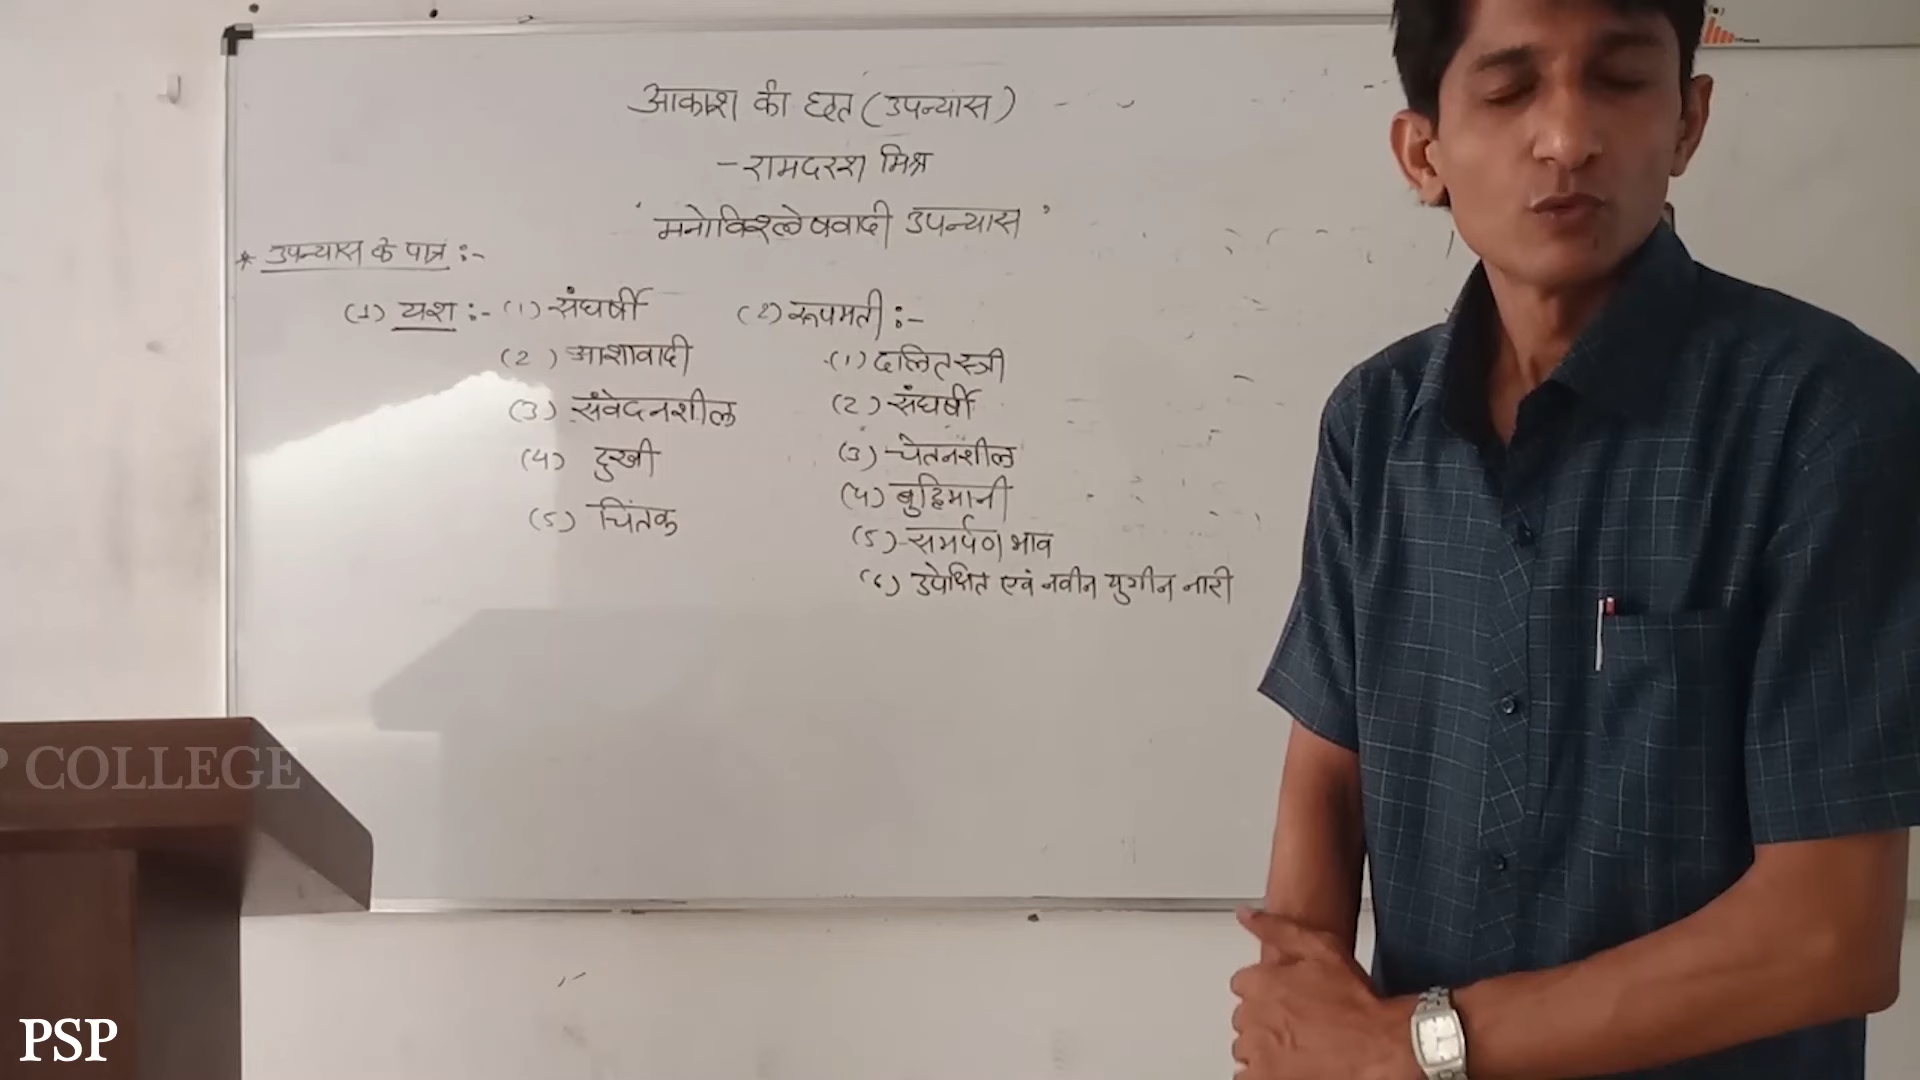 आकाश की छत (उपन्यास)
- रामदरश मिश्र
' मनोविश्लेषवादी उपन्यास '
* उपन्यास के पात्र :-
(1) यश :- (1) संघर्षी
(2) आशावादी
(3) संवेदनशील
(4) दुखी
(5) चिंतक
(2) रूपमती :-
(1) दलित स्त्री
(2) संघर्षी
(3) चेतनशील
(4) बुद्धिमानी
(5) समर्पण भाव
(6) उपेक्षित एवं नवीन युगीन नारी
P COLLEGE
PSP